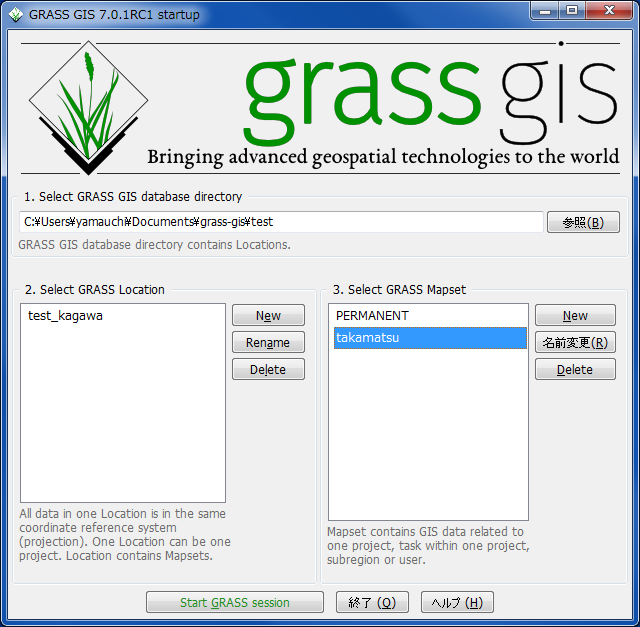 GRASS GIS 7.0.1RC1 startup
grass gis
Bringing advanced geospatial technologies to the world
1. Select GRASS GIS database directory
C:¥Users¥yamauch¥Documents¥grass-gis¥test
参照(B)
GRASS GIS database directory contains Locations.
2. Select GRASS Location
test_kagawa
New
Rename
Delete
All data in one Location is in the same
coordinate reference system
(projection). One Location can be one
project. Location contains Mapsets.
3. Select GRASS Mapset
PERMANENT
takamatsu
New
名前変更(R)
Delete
Mapset contains GIS data related to
one project, task within one project,
subregion or user.
Start GRASS session
終了 (Q)
ヘルプ (H)